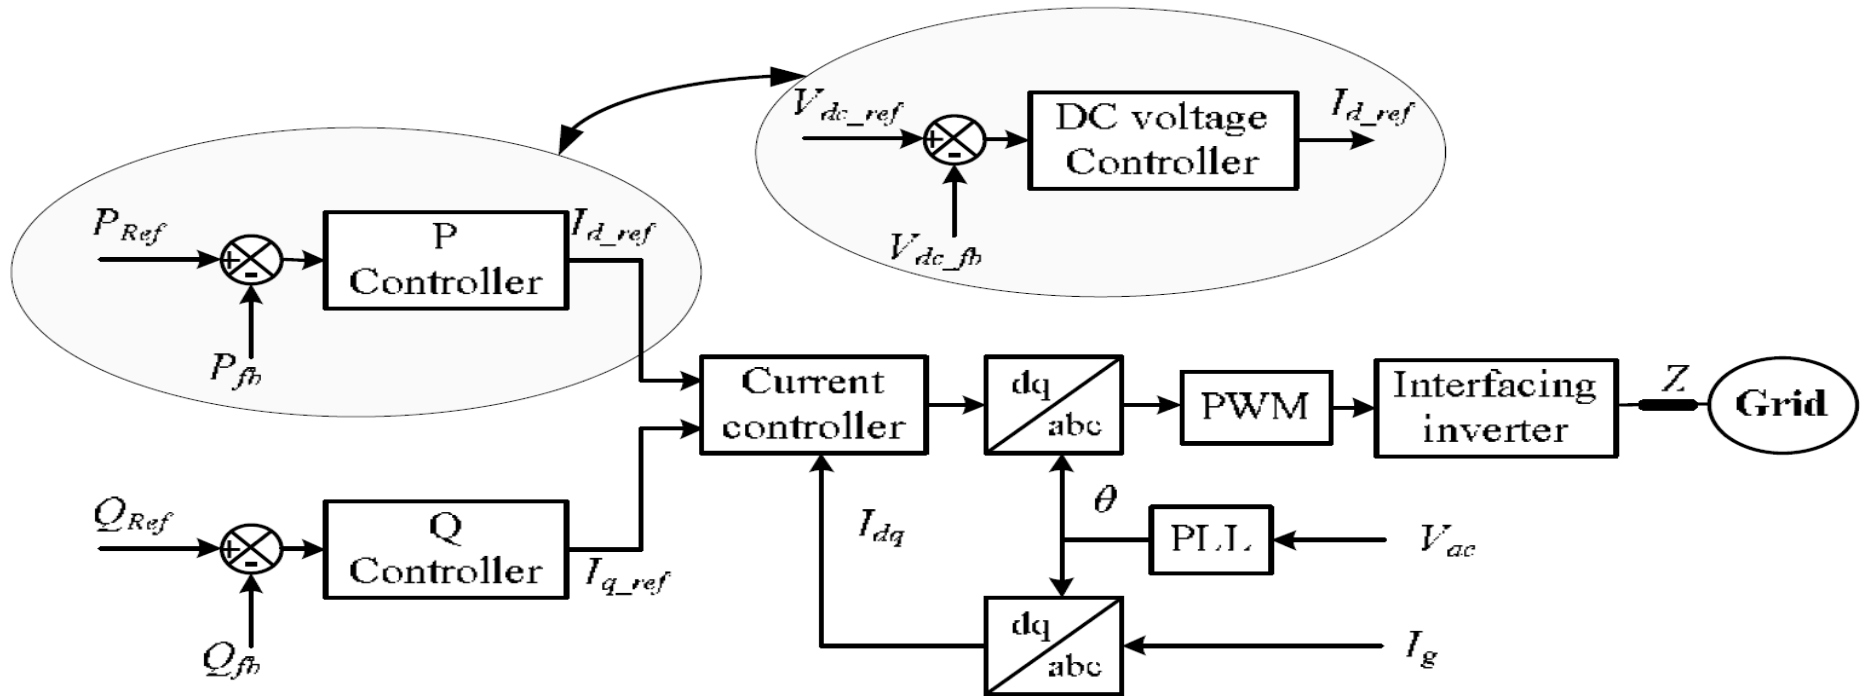 V_dc_ref
+
-
DC voltage
Controller
I_d_ref
V_dc_fb
P_Ref
+
-
P
Controller
I_d_ref
P_fb
Current
controller
dq
abc
PWM
Interfacing
inverter
Z
Grid
Q_Ref
+
-
Q
Controller
I_q_ref
Q_fb
I_dq
θ
PLL
V_ac
dq
abc
I_g